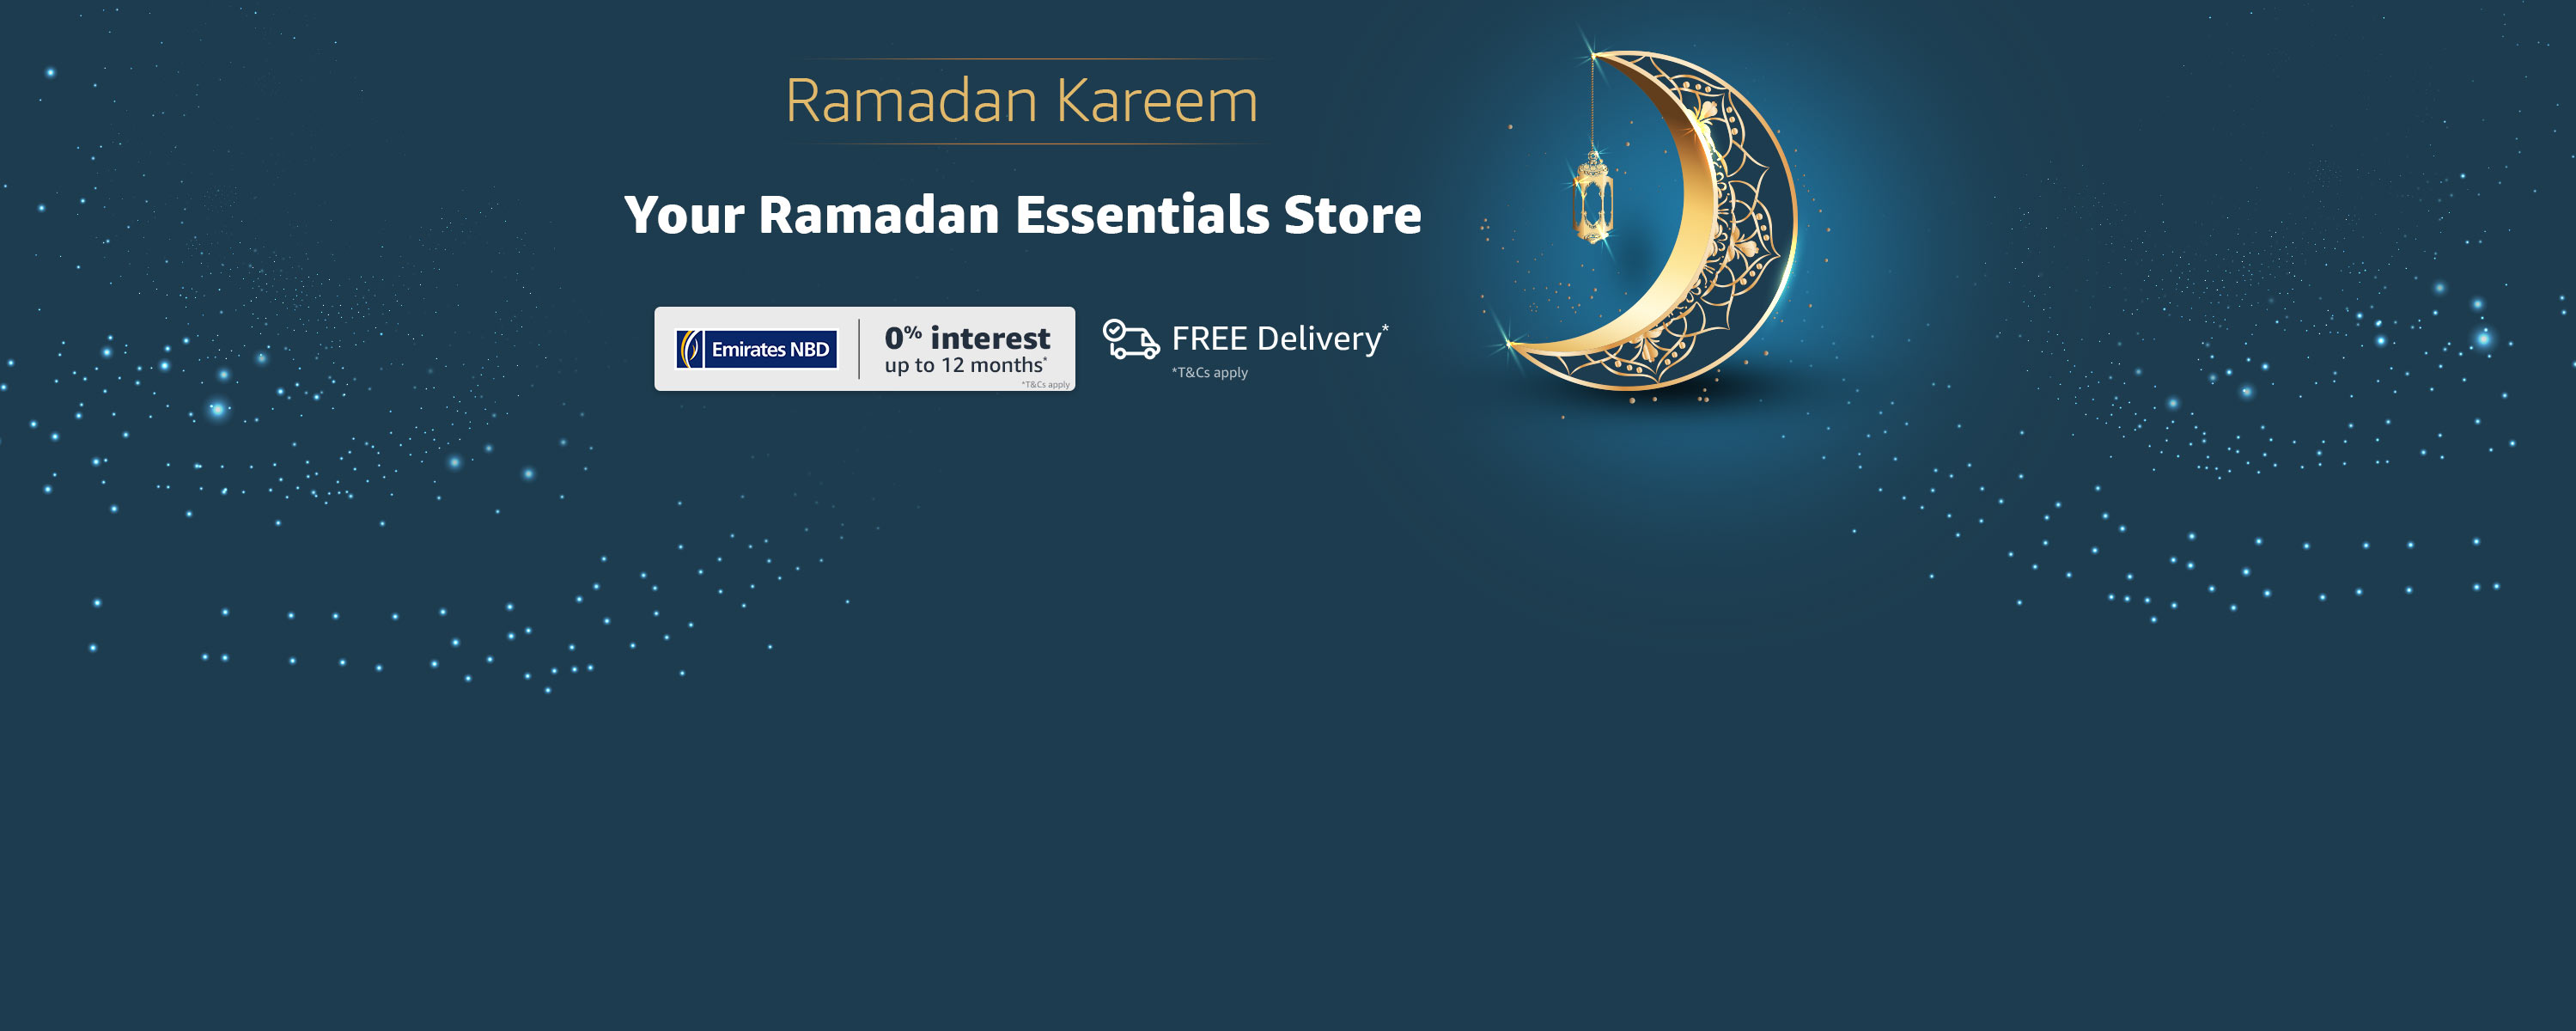 Ramadan Kareem
Your Ramadan Essentials Store
Emirates NBD
0% interest
up to 12 months*
*T&Cs apply
FREE Delivery*
*T&Cs apply